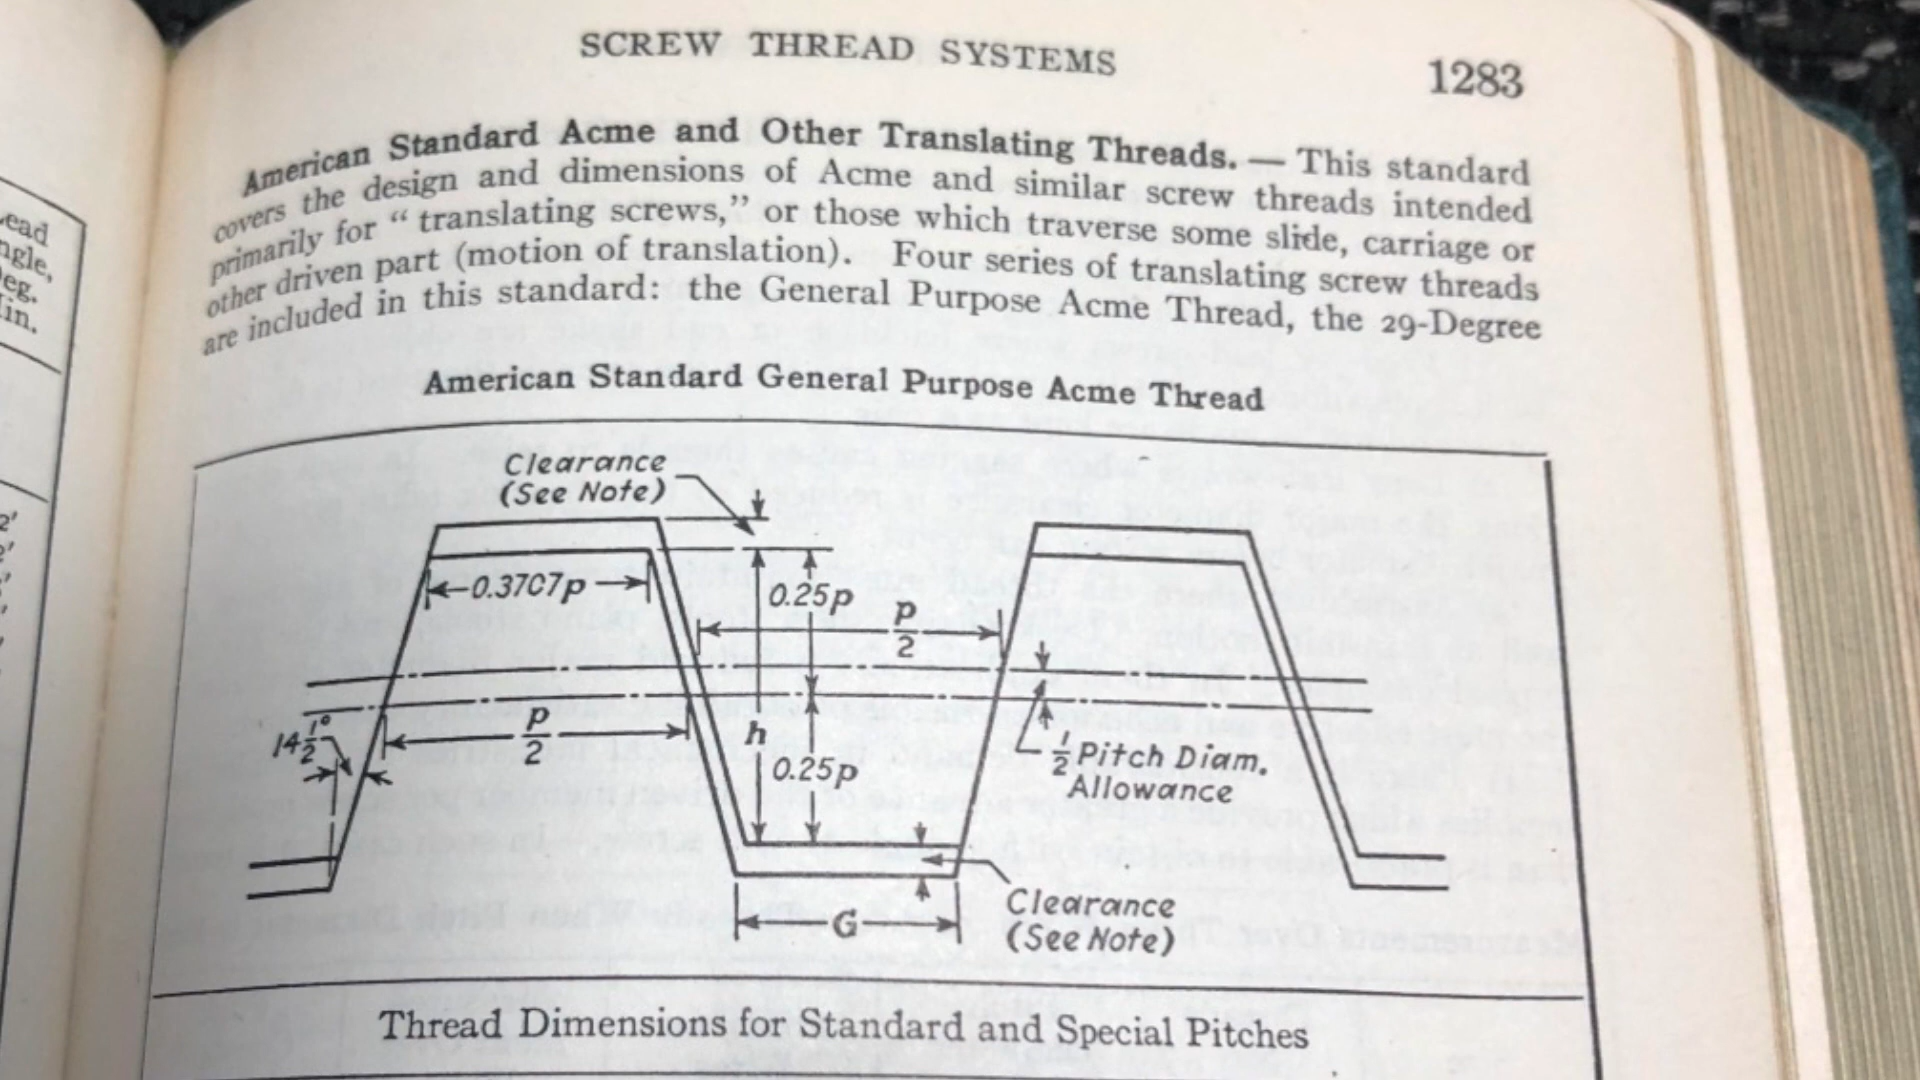 SCREW THREAD SYSTEMS
1283
American Standard Acme and Other Translating Threads. — This standard
covers the design and dimensions of Acme and similar screw threads intended
primarily for “ translating screws,” or those which traverse some slide, carriage or
other driven part (motion of translation). Four series of translating screw threads
are included in this standard: the General Purpose Acme Thread, the 29-Degree
American Standard General Purpose Acme Thread
Clearance
(See Note)
0.3707p
0.25p
p/2
14½°
p/2
h
0.25p
½ Pitch Diam.
Allowance
G
Clearance
(See Note)
Thread Dimensions for Standard and Special Pitches